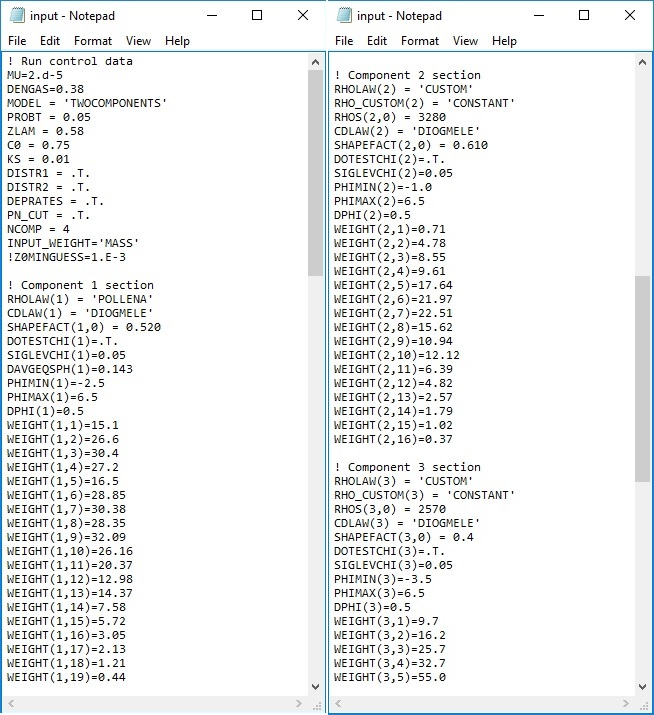 input - Notepad
File Edit Format View Help
! Run control data
MU=2.d-5
DENGAS=0.38
MODEL = 'TWOCOMPONENTS'
PROBT = 0.05
ZLAM = 0.58
C0 = 0.75
KS = 0.01
DISTR1 = .T.
DISTR2 = .T.
DEPRATES = .T.
PN_CUT = .T.
NCOMP = 4
INPUT_WEIGHT='MASS'
!Z0MINGUESS=1.E-3
! Component 1 section
RHOLAW(1) = 'POLLENA'
CDLAW(1) = 'DIOGMELE'
SHAPEFACT(1,0) = 0.520
DOTESTCHI(1)=.T.
SIGLEVCHI(1)=0.05
DAVGEQSPH(1)=0.143
PHIMIN(1)=-2.5
PHIMAX(1)=6.5
DPHI(1)=0.5
WEIGHT(1,1)=15.1
WEIGHT(1,2)=26.6
WEIGHT(1,3)=30.4
WEIGHT(1,4)=27.2
WEIGHT(1,5)=16.5
WEIGHT(1,6)=28.85
WEIGHT(1,7)=30.38
WEIGHT(1,8)=28.35
WEIGHT(1,9)=32.09
WEIGHT(1,10)=26.16
WEIGHT(1,11)=20.37
WEIGHT(1,12)=12.98
WEIGHT(1,13)=14.37
WEIGHT(1,14)=7.58
WEIGHT(1,15)=5.72
WEIGHT(1,16)=3.05
WEIGHT(1,17)=2.13
WEIGHT(1,18)=1.21
WEIGHT(1,19)=0.44
input - Notepad
File Edit Format View Help
! Component 2 section
RHOLAW(2) = 'CUSTOM'
RHO_CUSTOM(2) = 'CONSTANT'
RHOS(2,0) = 3280
CDLAW(2) = 'DIOGMELE'
SHAPEFACT(2,0) = 0.610
DOTESTCHI(2)=.T.
SIGLEVCHI(2)=0.05
PHIMIN(2)=-1.0
PHIMAX(2)=6.5
DPHI(2)=0.5
WEIGHT(2,1)=0.71
WEIGHT(2,2)=4.78
WEIGHT(2,3)=8.55
WEIGHT(2,4)=9.61
WEIGHT(2,5)=17.64
WEIGHT(2,6)=21.97
WEIGHT(2,7)=22.51
WEIGHT(2,8)=15.62
WEIGHT(2,9)=10.94
WEIGHT(2,10)=12.12
WEIGHT(2,11)=6.39
WEIGHT(2,12)=4.82
WEIGHT(2,13)=2.57
WEIGHT(2,14)=1.79
WEIGHT(2,15)=1.02
WEIGHT(2,16)=0.37
! Component 3 section
RHOLAW(3) = 'CUSTOM'
RHO_CUSTOM(3) = 'CONSTANT'
RHOS(3,0) = 2570
CDLAW(3) = 'DIOGMELE'
SHAPEFACT(3,0) = 0.4
DOTESTCHI(3)=.T.
SIGLEVCHI(3)=0.05
PHIMIN(3)=-3.5
PHIMAX(3)=6.5
DPHI(3)=0.5
WEIGHT(3,1)=9.7
WEIGHT(3,2)=16.2
WEIGHT(3,3)=25.7
WEIGHT(3,4)=32.7
WEIGHT(3,5)=55.0